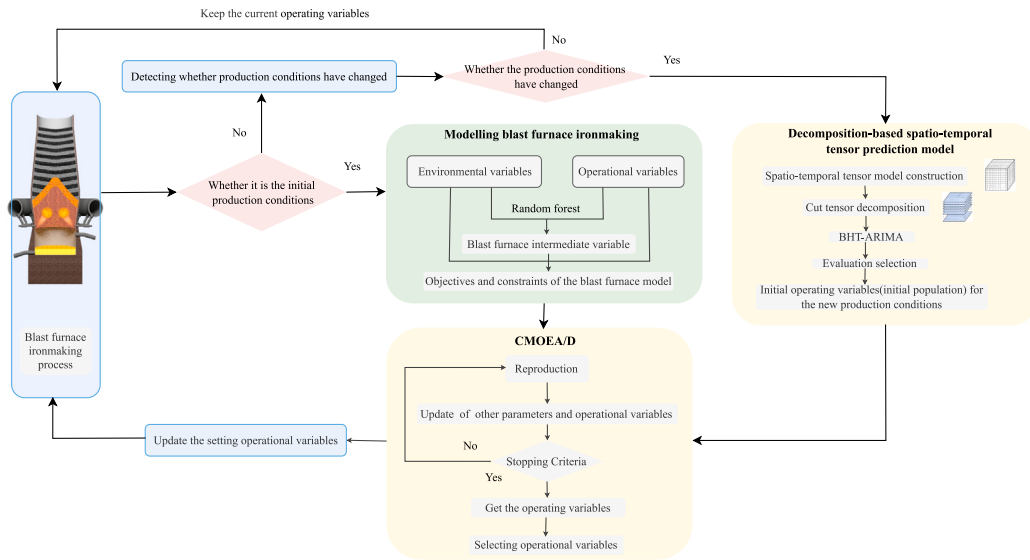 Keep the current operating variables
No
Yes
Detecting whether production conditions have changed
Whether the production conditions
have changed
No
Whether it is the initial
production conditions
Yes
Blast furnace
ironmaking
process
Modelling blast furnace ironmaking
Environmental variables
Operational variables
Random forest
Blast furnace intermediate variable
Objectives and constraints of the blast furnace model
Decomposition-based spatio-temporal
tensor prediction model
Spatio-temporal tensor model construction
Cut tensor decomposition
BHT-ARIMA
Evaluation selection
Initial operating variables(initial population) for
the new production conditions
CMOEA/D
Reproduction
Update of other parameters and operational variables
No
Stopping Criteria
Yes
Get the operating variables
Selecting operational variables
Update the setting operational variables